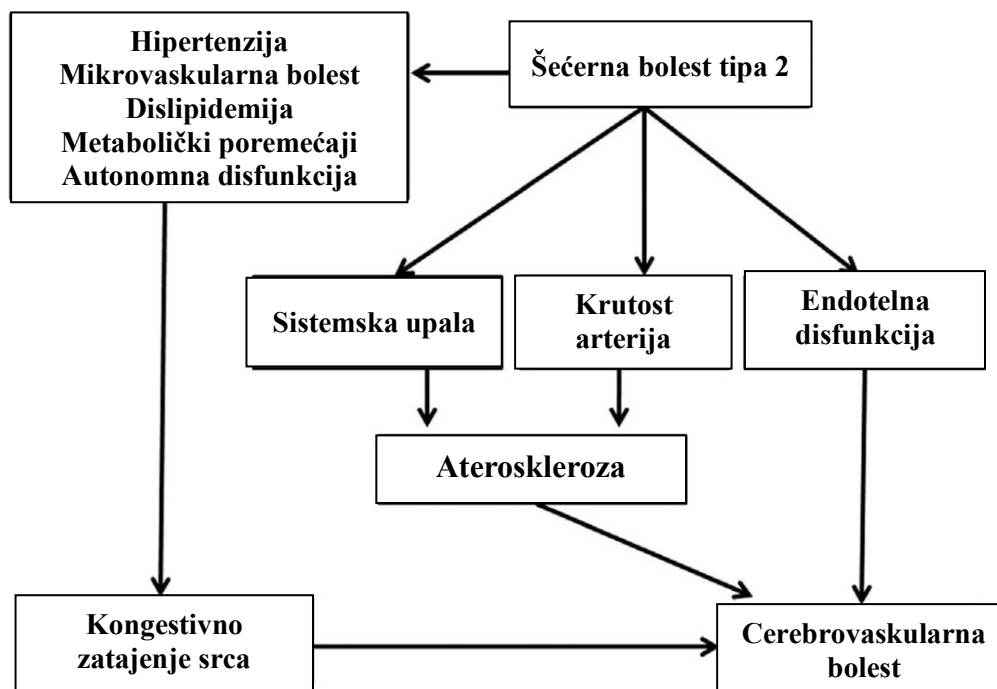 Hipertenzija
Mikrovaskularna bolest
Dislipidemija
Metabolički poremećaji
Autonomna disfunkcija
Šećerna bolest tipa 2
Sistemska upala
Krutost
arterija
Endotelna
disfunkcija
Ateroskleroza
Kongestivno
zatajenje srca
Cerebrovaskularna
bolest